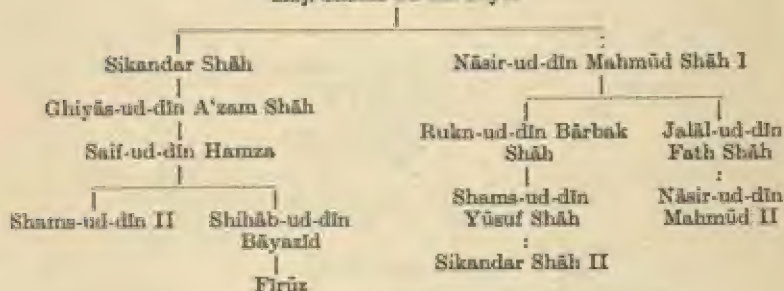 Sikandar Shāh
Nāsir-ud-dīn Mahmūd Shāh I
Ghiyās-ud-dīn A'zam Shāh
Rukn-ud-dīn Bārbak
Shāh
Jalāl-ud-dīn
Fath Shāh
Saif-ud-dīn Hamza
Shams-ud-dīn
Yūsuf Shāh
Nāsir-ud-dīn
Mahmūd II
Shams-ud-dīn II
Shihāb-ud-dīn
Bāyazīd
Sikandar Shāh II
Fīrūz